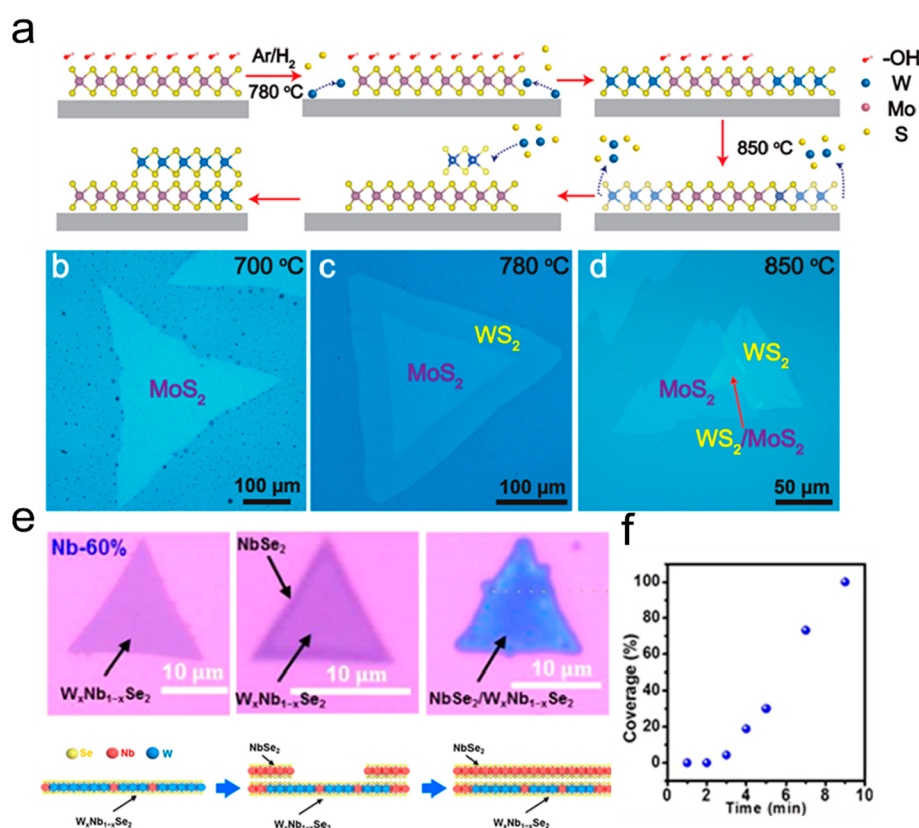 a
Ar/H₂
780 °C
-OH
W
Mo
S
850 °C
b
700 °C
MoS₂
100 μm
c
780 °C
WS₂
MoS₂
100 μm
d
850 °C
WS₂
MoS₂
WS₂/MoS₂
50 μm
e
Nb-60%
WₓNb₁₋ₓSe₂
10 μm
NbSe₂
WₓNb₁₋ₓSe₂
10 μm
NbSe₂/WₓNb₁₋ₓSe₂
10 μm
Se Nb W
WₓNb₁₋ₓSe₂
NbSe₂
WₓNb₁₋ₓSe₂
NbSe₂
WₓNb₁₋ₓSe₂
f
Coverage (%)
100
80
60
40
20
0
0 2 4 6 8 10
Time (min)